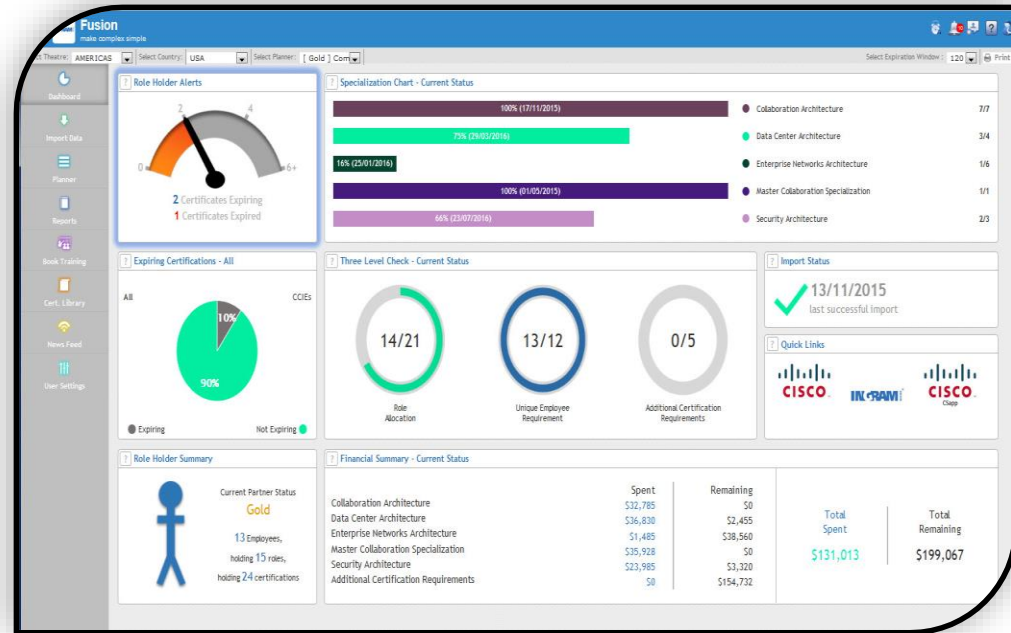 Fusion
make complex simple
AMERICAS
Select Country: USA
Select Planner: [ Gold ] Com
Select Expiration Window : 120
Print
Dashboard
Import Data
Planner
Reports
Book Training
Cert. Library
News Feed
User Settings
? Role Holder Alerts
0 2 4 6+
2 Certificates Expiring
1 Certificates Expired
? Specialization Chart - Current Status
100% (17/11/2015) Collaboration Architecture 7/7
75% (29/03/2016) Data Center Architecture 3/4
16% (25/01/2016) Enterprise Networks Architecture 1/6
100% (01/05/2015) Master Collaboration Specialization 1/1
66% (23/07/2016) Security Architecture 2/3
? Expiring Certifications - All
All CCIEs
10%
90%
Expiring Not Expiring
? Three Level Check - Current Status
14/21
Role
Allocation
13/12
Unique Employee
Requirement
0/5
Additional Certification
Requirements
? Import Status
13/11/2015
last successful import
? Quick Links
CISCO
INGRAM
CISCO
CSapp
? Role Holder Summary
Current Partner Status
Gold
13 Employees,
holding 15 roles,
holding 24 certifications
? Financial Summary - Current Status
Spent Remaining
Collaboration Architecture $32,785 $0
Data Center Architecture $36,830 $2,455
Enterprise Networks Architecture $1,485 $38,560
Master Collaboration Specialization $35,928 $0
Security Architecture $23,985 $3,320
Additional Certification Requirements $0 $154,732
Total
Spent
$131,013
Total
Remaining
$199,067